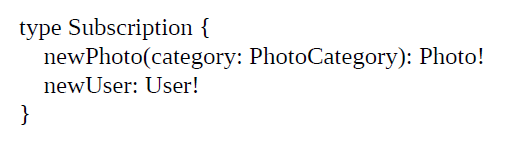 type Subscription {
newPhoto(category: PhotoCategory): Photo!
newUser: User!
}